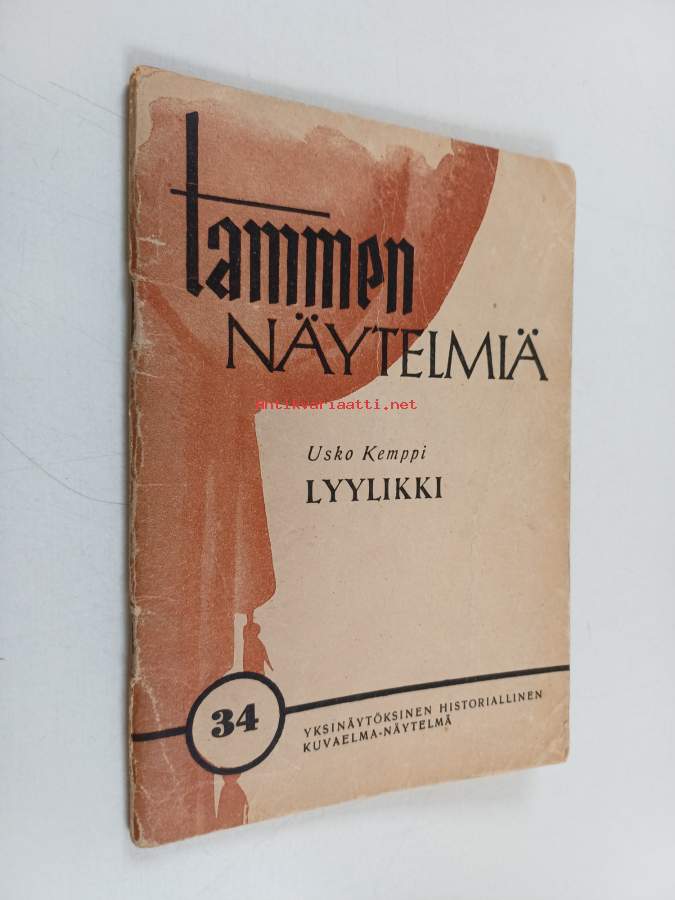 tammen
NÄYTELMIÄ
antikvariaatti.net
Usko Kemppi
LYYLIKKI
34
YKSINÄYTÖKSINEN HISTORIALLINEN
KUVAELMA-NÄYTELMÄ